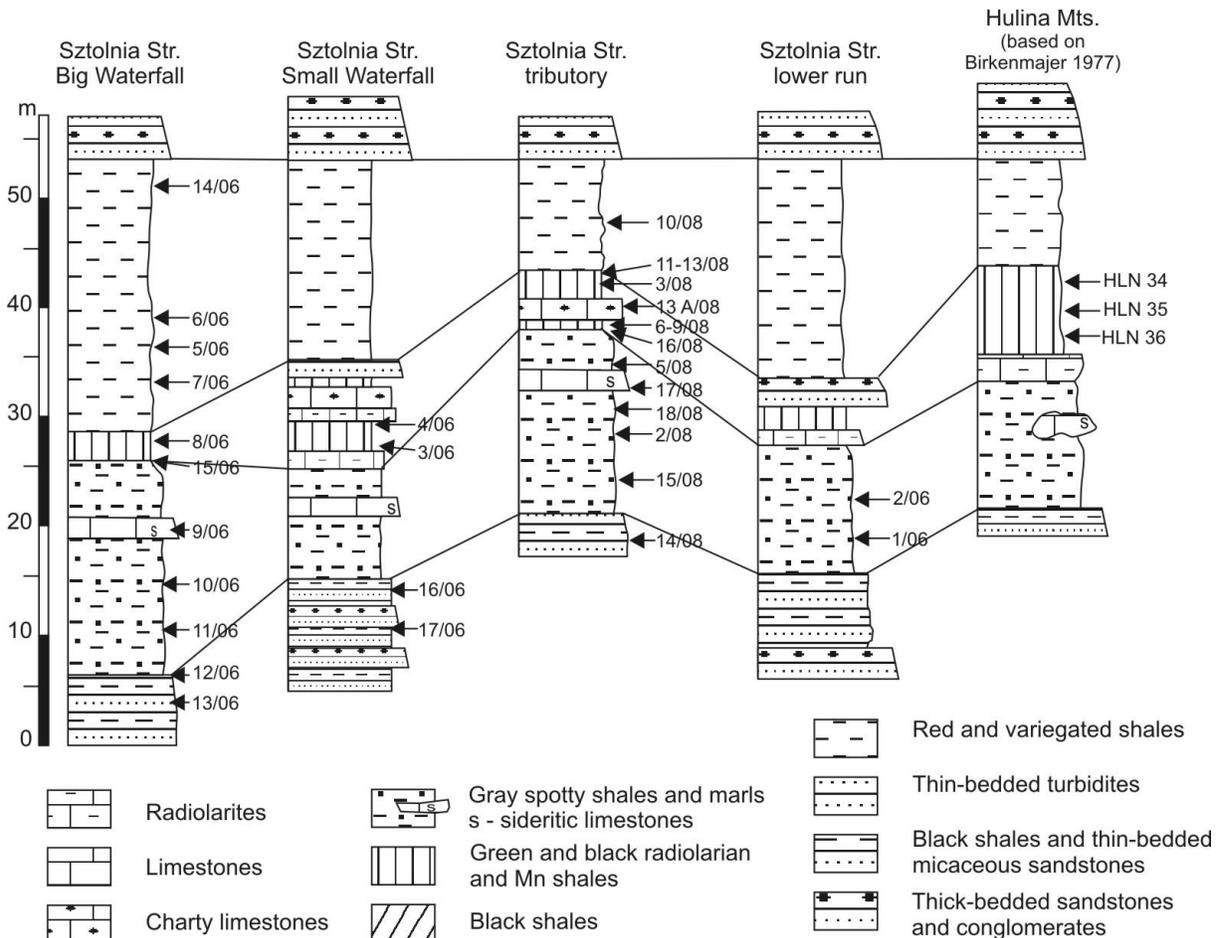 Sztolnia Str.
Big Waterfall
Sztolnia Str.
Small Waterfall
Sztolnia Str.
tributory
Sztolnia Str.
lower run
Hulina Mts.
(based on
Birkenmajer 1977)
m
50
40
30
20
10
0
14/06
6/06
5/06
7/06
8/06
15/06
9/06
s
10/06
11/06
12/06
13/06
4/06
3/06
s
16/06
17/06
10/08
11-13/08
3/08
13 A/08
6-9/08
16/08
5/08
s
17/08
18/08
2/08
15/08
14/08
2/06
1/06
HLN 34
HLN 35
HLN 36
s
Radiolarites
Limestones
Charty limestones
s
Gray spotty shales and marls
s - sideritic limestones
Green and black radiolarian
and Mn shales
Black shales
Red and variegated shales
Thin-bedded turbidites
Black shales and thin-bedded
micaceous sandstones
Thick-bedded sandstones
and conglomerates